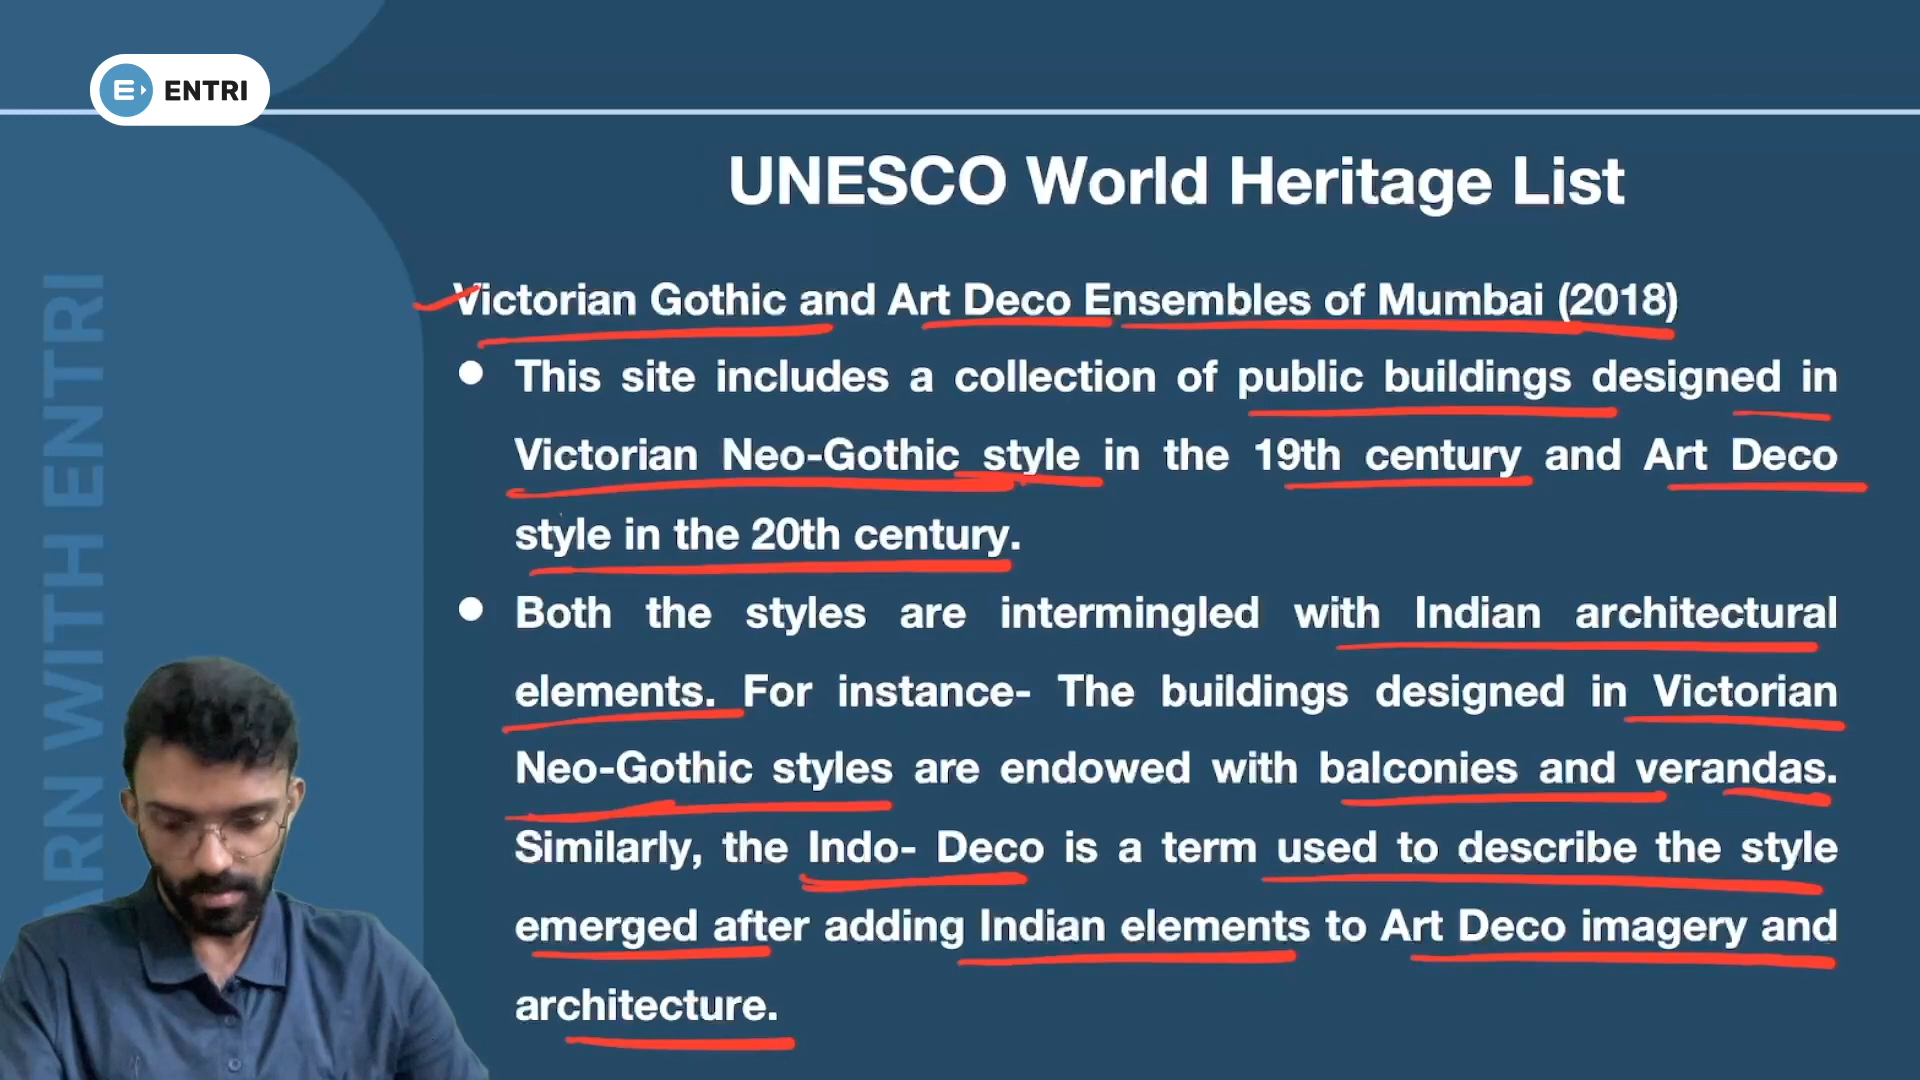 ENTRI
UNESCO World Heritage List
Victorian Gothic and Art Deco Ensembles of Mumbai (2018)
● This site includes a collection of public buildings designed in
Victorian Neo-Gothic style in the 19th century and Art Deco
style in the 20th century.
● Both the styles are intermingled with Indian architectural
elements. For instance- The buildings designed in Victorian
Neo-Gothic styles are endowed with balconies and verandas.
Similarly, the Indo- Deco is a term used to describe the style
emerged after adding Indian elements to Art Deco imagery and
architecture.
ARN WITH ENTRI